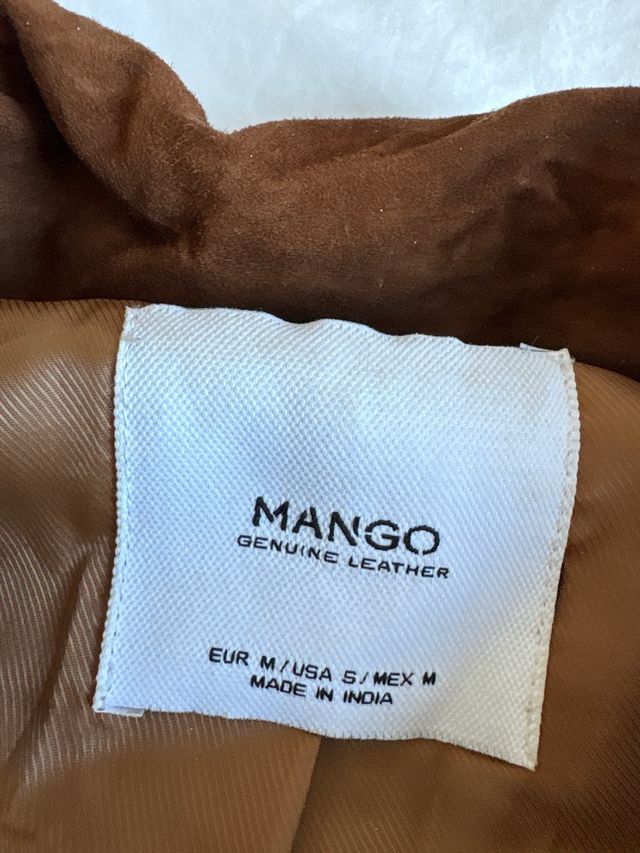 MANGO
GENUINE LEATHER
EUR M / USA S / MEX M
MADE IN INDIA